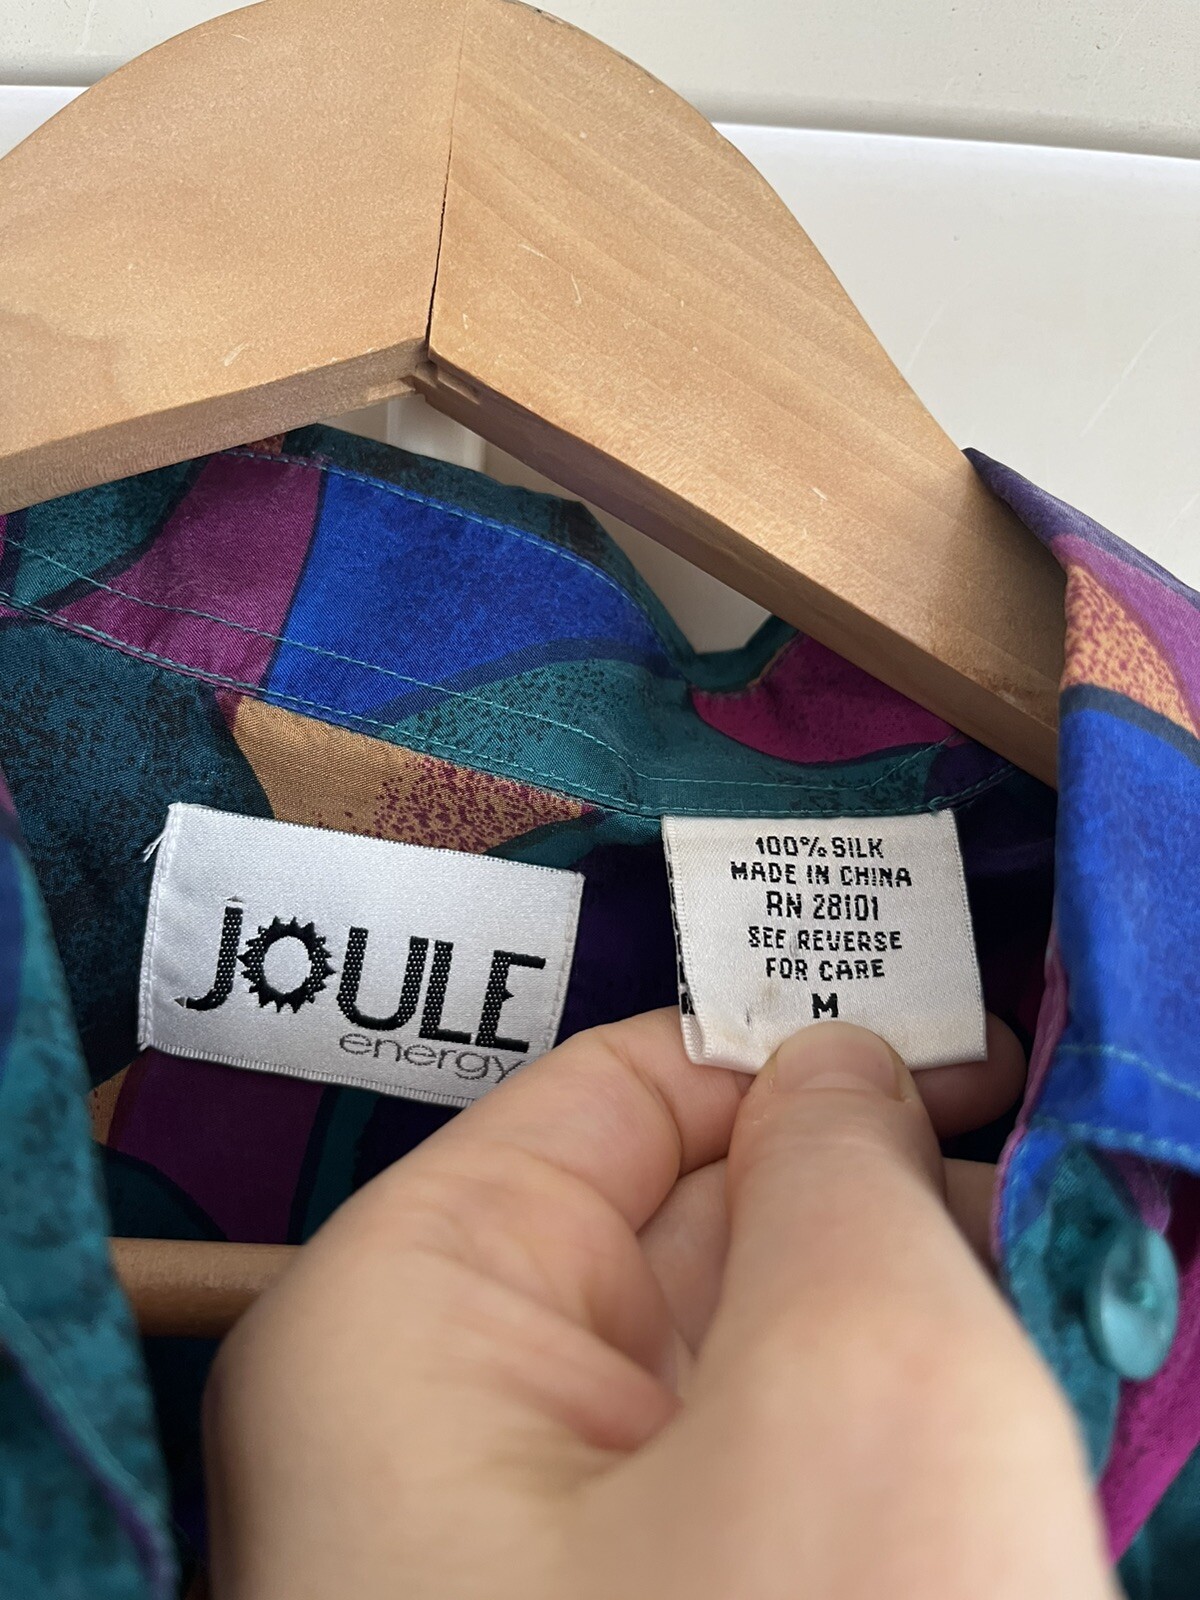 JOULE
energy
100% SILK
MADE IN CHINA
RN 28101
SEE REVERSE
FOR CARE
M